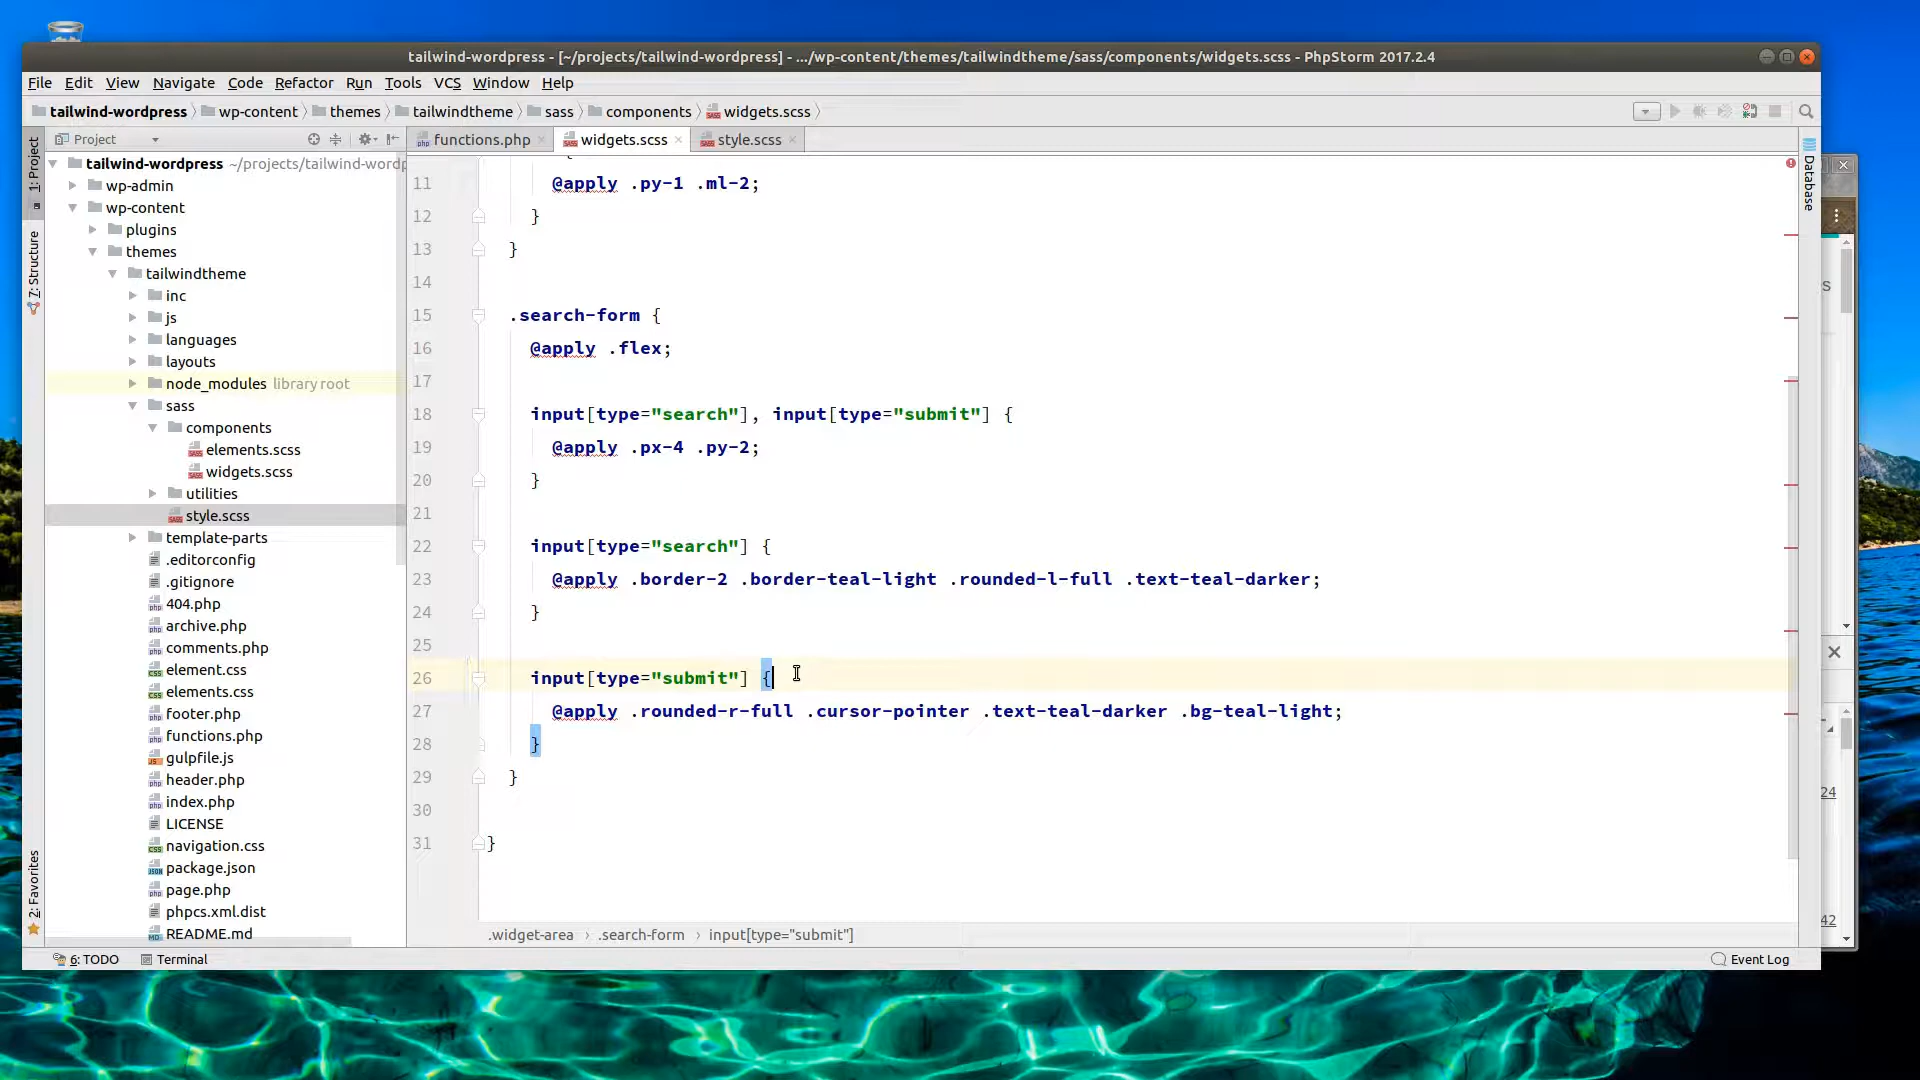 tailwind-wordpress - [~/projects/tailwind-wordpress] - .../wp-content/themes/tailwindtheme/sass/components/widgets.scss - PhpStorm 2017.2.4
File Edit View Navigate Code Refactor Run Tools VCS Window Help
tailwind-wordpress wp-content themes tailwindtheme sass components widgets.scss
Project functions.php widgets.scss style.scss
1: Project
7: Structure
2: Favorites
tailwind-wordpress ~/projects/tailwind-wordp
wp-admin
wp-content
plugins
themes
tailwindtheme
inc
js
languages
layouts
node_modules library root
sass
components
elements.scss
widgets.scss
utilities
style.scss
template-parts
.editorconfig
.gitignore
404.php
archive.php
comments.php
element.css
elements.css
footer.php
functions.php
gulpfile.js
header.php
index.php
LICENSE
navigation.css
package.json
page.php
phpcs.xml.dist
README.md
11 @apply .py-1 .ml-2;
12 }
13 }
14
15 .search-form {
16 @apply .flex;
17
18 input[type="search"], input[type="submit"] {
19 @apply .px-4 .py-2;
20 }
21
22 input[type="search"] {
23 @apply .border-2 .border-teal-light .rounded-l-full .text-teal-darker;
24 }
25
26 input[type="submit"] {
27 @apply .rounded-r-full .cursor-pointer .text-teal-darker .bg-teal-light;
28 }
29 }
30
31 }
.widget-area › .search-form › input[type="submit"]
Database
s
24
42
6: TODO Terminal Event Log